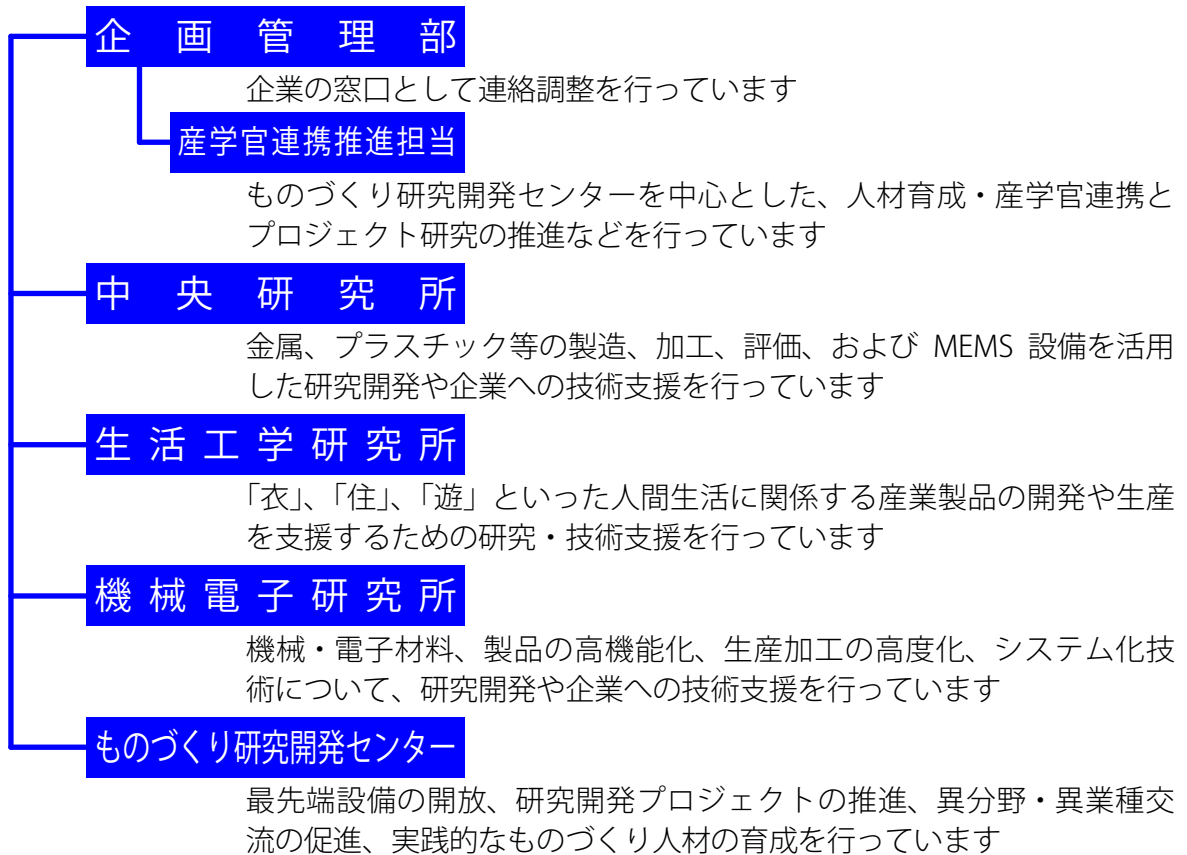 企画管理部
企業の窓口として連絡調整を行っています
産学官連携推進担当
ものづくり研究開発センターを中心とした、人材育成・産学官連携と
プロジェクト研究の推進などを行っています
中央研究所
金属、プラスチック等の製造、加工、評価、および MEMS 設備を活用
した研究開発や企業への技術支援を行っています
生活工学研究所
「衣」、「住」、「遊」といった人間生活に関係する産業製品の開発や生産
を支援するための研究・技術支援を行っています
機械電子研究所
機械・電子材料、製品の高機能化、生産加工の高度化、システム化技
術について、研究開発や企業への技術支援を行っています
ものづくり研究開発センター
最先端設備の開放、研究開発プロジェクトの推進、異分野・異業種交
流の促進、実践的なものづくり人材の育成を行っています